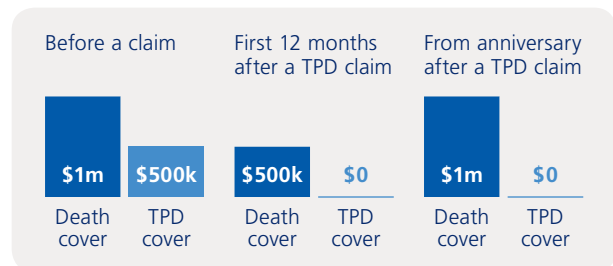 Before a claim
First 12 months
after a TPD claim
From anniversary
after a TPD claim
$1m
$500k
$500k
$0
$1m
$0
Death
cover
TPD
cover
Death
cover
TPD
cover
Death
cover
TPD
cover